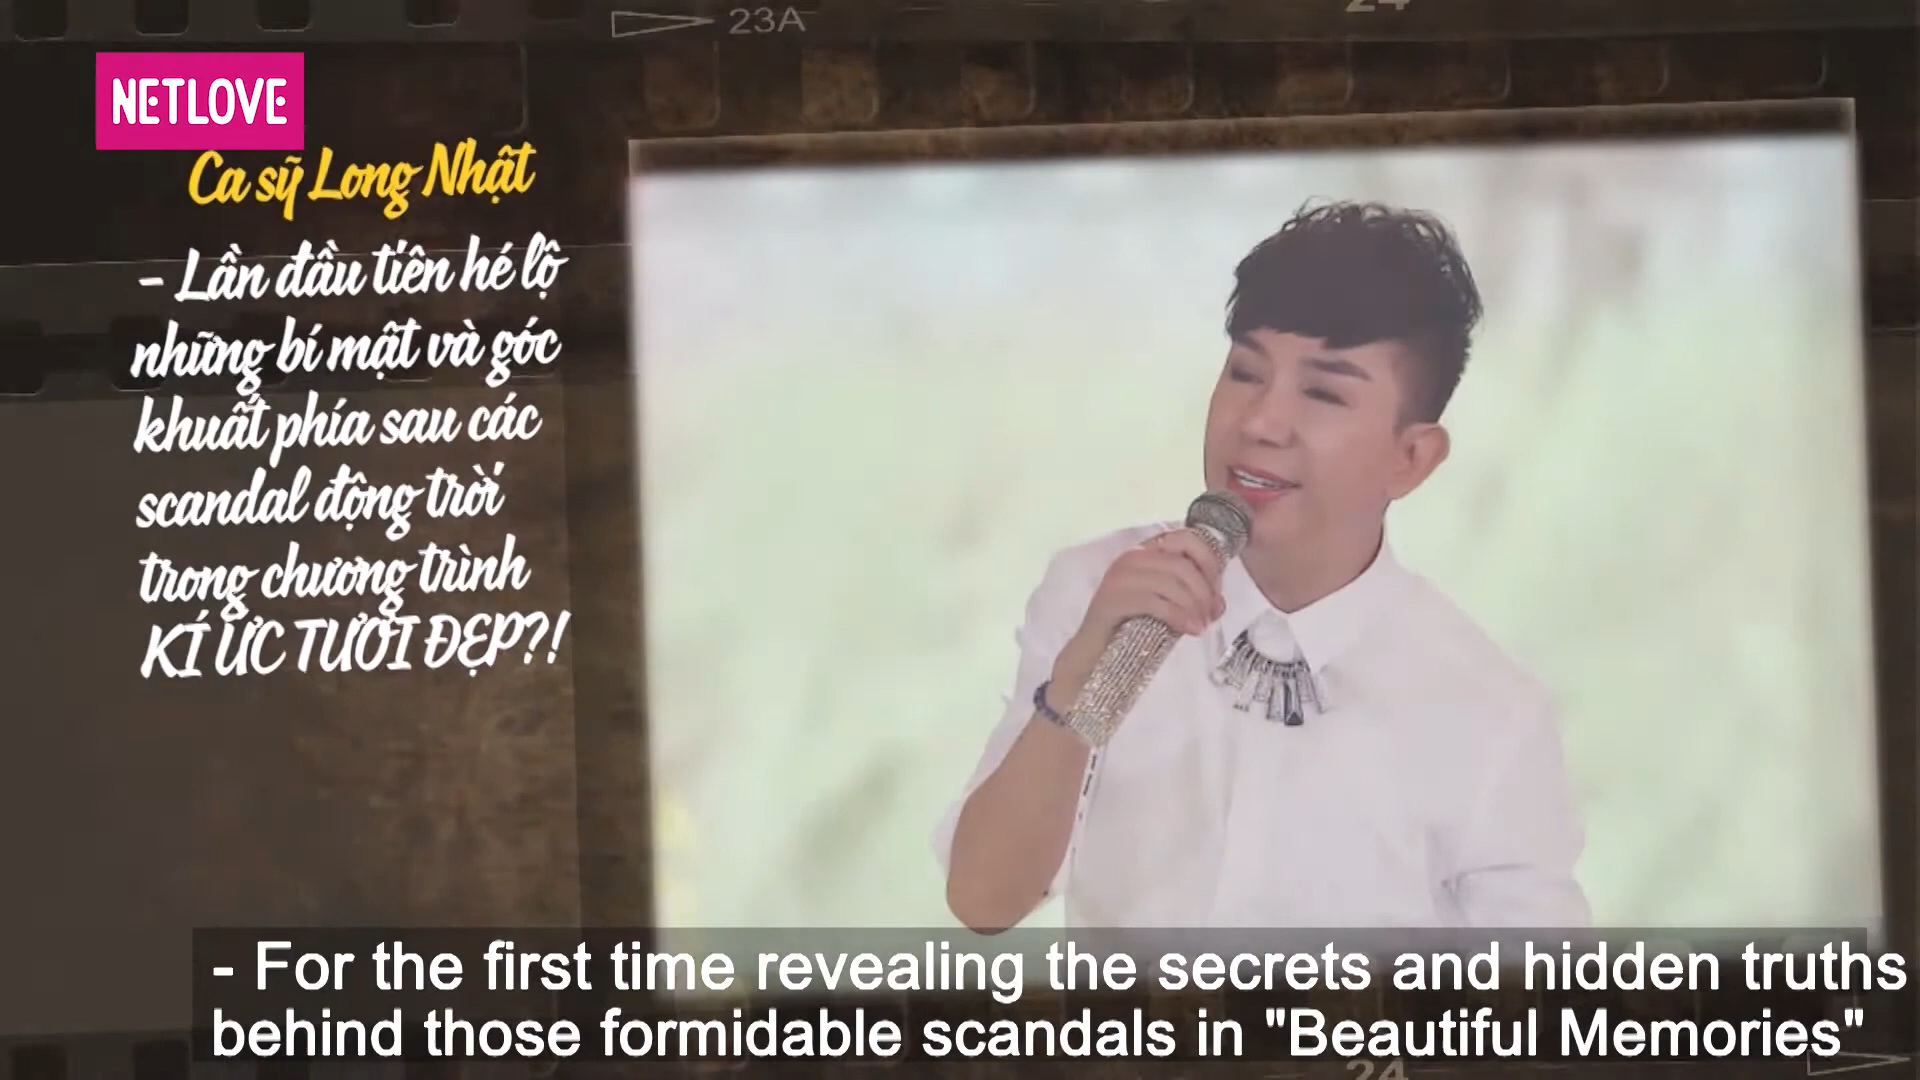 23A
24
NETLOVE
Ca sỹ Long Nhật
- Lần đầu tiên hé lộ
những bí mật và góc
khuất phía sau các
scandal động trời
trong chương trình
KÍ ỨC TƯƠI ĐẸP?!
- For the first time revealing the secrets and hidden truths
behind those formidable scandals in "Beautiful Memories"
24